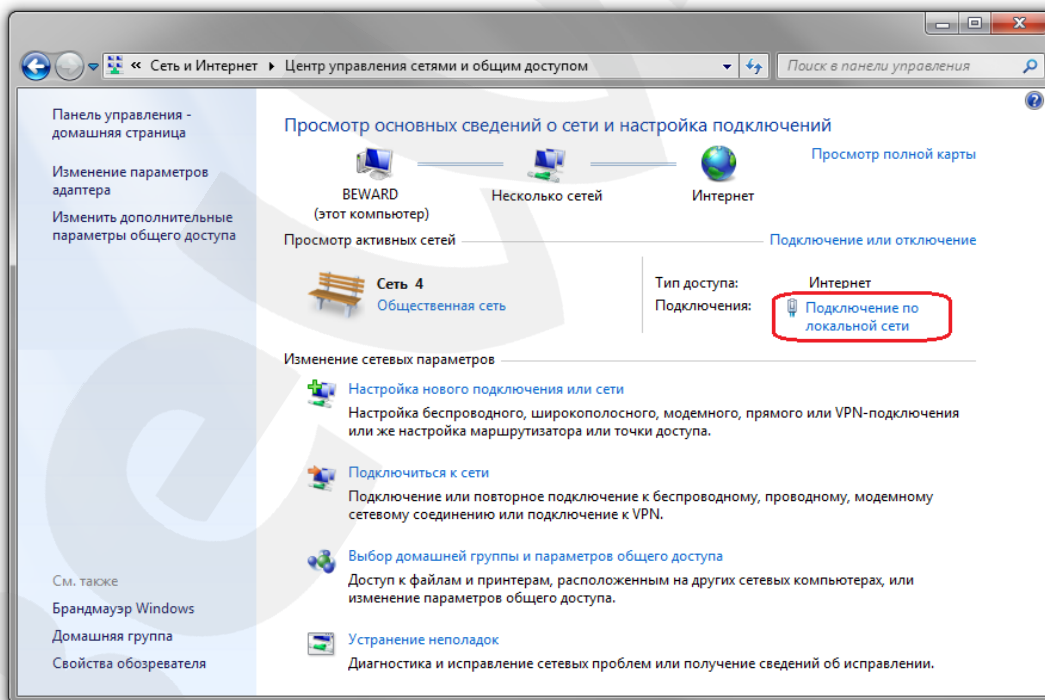 « Сеть и Интернет ▸ Центр управления сетями и общим доступом
Поиск в панели управления
Панель управления -
домашняя страница
Изменение параметров
адаптера
Изменить дополнительные
параметры общего доступа
См. также
Брандмауэр Windows
Домашняя группа
Свойства обозревателя
Просмотр основных сведений о сети и настройка подключений
Просмотр полной карты
BEWARD
(этот компьютер)
Несколько сетей
Интернет
Просмотр активных сетей
Подключение или отключение
Сеть 4
Общественная сеть
Тип доступа: Интернет
Подключения: Подключение по
локальной сети
Изменение сетевых параметров
Настройка нового подключения или сети
Настройка беспроводного, широкополосного, модемного, прямого или VPN-подключения
или же настройка маршрутизатора или точки доступа.
Подключиться к сети
Подключение или повторное подключение к беспроводному, проводному, модемному
сетевому соединению или подключение к VPN.
Выбор домашней группы и параметров общего доступа
Доступ к файлам и принтерам, расположенным на других сетевых компьютерах, или
изменение параметров общего доступа.
Устранение неполадок
Диагностика и исправление сетевых проблем или получение сведений об исправлении.